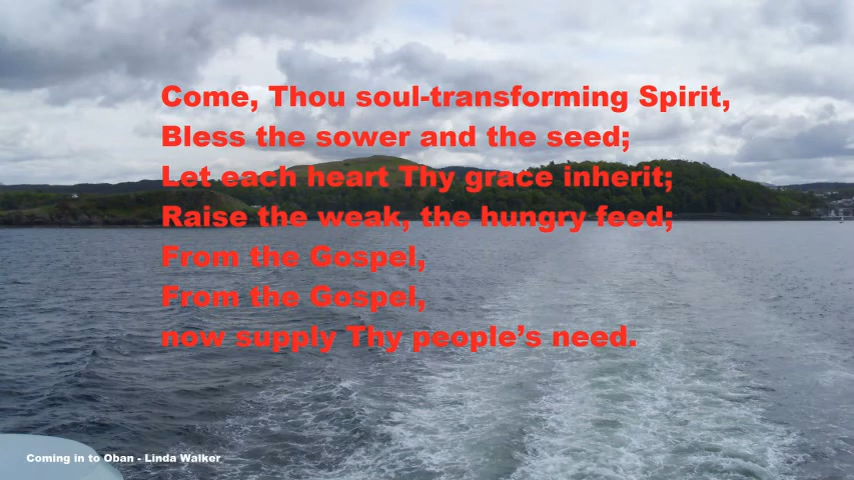 Come, Thou soul-transforming Spirit,
Bless the sower and the seed;
Let each heart Thy grace inherit;
Raise the weak, the hungry feed;
From the Gospel,
From the Gospel,
now supply Thy people’s need.
Coming in to Oban - Linda Walker